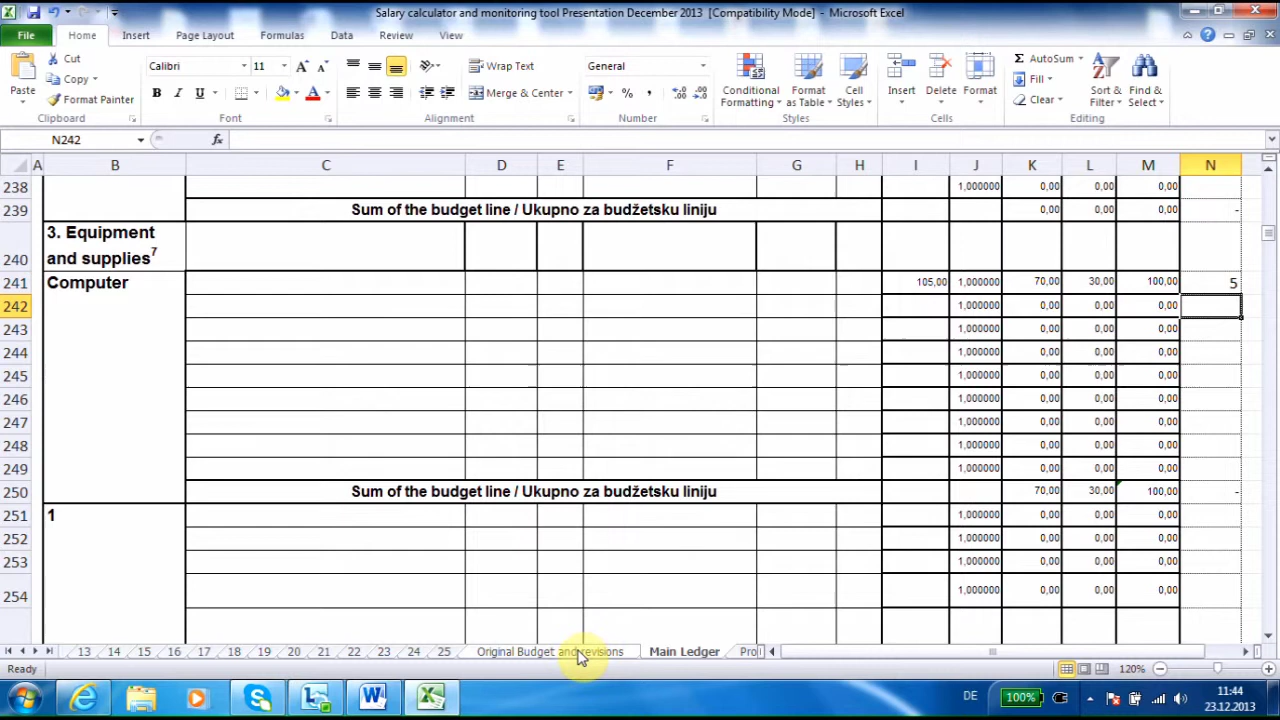 Salary calculator and monitoring tool Presentation December 2013 [Compatibility Mode] - Microsoft Excel
File Home Insert Page Layout Formulas Data Review View
Cut
Copy
Format Painter
Paste
Clipboard
Calibri 11
B I U
Font
Wrap Text
Merge & Center
Alignment
General
% ,
Number
Conditional Formatting
Format as Table
Cell Styles
Styles
Insert Delete Format
Cells
AutoSum
Fill
Clear
Sort & Filter
Find & Select
Editing
N242 fx
A B C D E F G H I J K L M N
238 1,000000 0,00 0,00 0,00
239 Sum of the budget line / Ukupno za budžetsku liniju 0,00 0,00 0,00 -
240 3. Equipment and supplies7
241 Computer 105,00 1,000000 70,00 30,00 100,00 5
242 1,000000 0,00 0,00 0,00
243 1,000000 0,00 0,00 0,00
244 1,000000 0,00 0,00 0,00
245 1,000000 0,00 0,00 0,00
246 1,000000 0,00 0,00 0,00
247 1,000000 0,00 0,00 0,00
248 1,000000 0,00 0,00 0,00
249 1,000000 0,00 0,00 0,00
250 Sum of the budget line / Ukupno za budžetsku liniju 70,00 30,00 100,00 -
251 1 1,000000 0,00 0,00 0,00
252 1,000000 0,00 0,00 0,00
253 1,000000 0,00 0,00 0,00
254 1,000000 0,00 0,00 0,00
13 14 15 16 17 18 19 20 21 22 23 24 25 Original Budget and revisions Main Ledger Pro
Ready 120%
DE 100% 11:44
23.12.2013